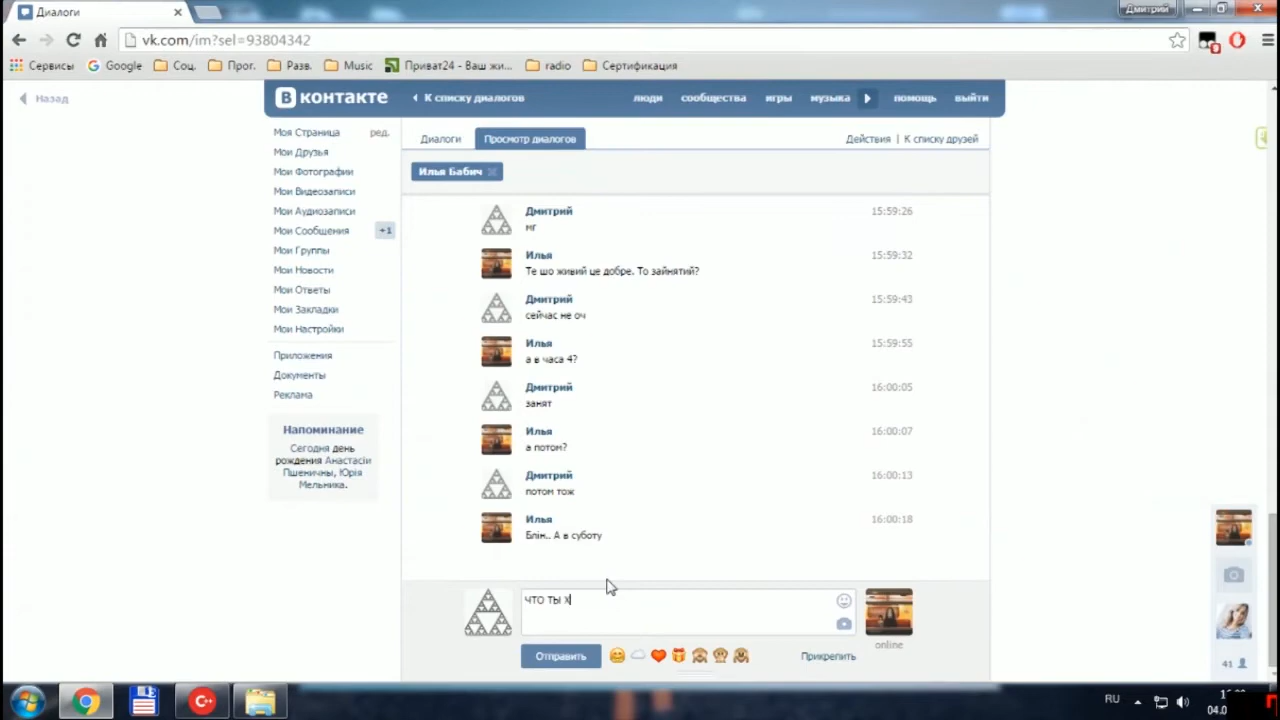 Диалоги
Дмитрий
vk.com/im?sel=93804342
Сервисы Google Соц. Прог. Разв. Music Приват24 - Ваш жи... radio Сертификация
Назад
В контакте К списку диалогов люди сообщества игры музыка помощь выйти
Моя Страница ред.
Мои Друзья
Мои Фотографии
Мои Видеозаписи
Мои Аудиозаписи
Мои Сообщения +1
Мои Группы
Мои Новости
Мои Ответы
Мои Закладки
Мои Настройки
Приложения
Документы
Реклама
Напоминание
Сегодня день
рождения Анастасіи
Пшеничны, Юрія
Мельника.
Диалоги Просмотр диалогов Действия | К списку друзей
Илья Бабич
Дмитрий 15:59:26
мг
Илья 15:59:32
Те шо живий це добре. То зайнятий?
Дмитрий 15:59:43
сейчас не оч
Илья 15:59:55
а в часа 4?
Дмитрий 16:00:05
занят
Илья 16:00:07
а потом?
Дмитрий 16:00:13
потом тож
Илья 16:00:18
Блін.. А в суботу
ЧТО ТЫ Х
Отправить Прикрепить
online
41
C++
RU